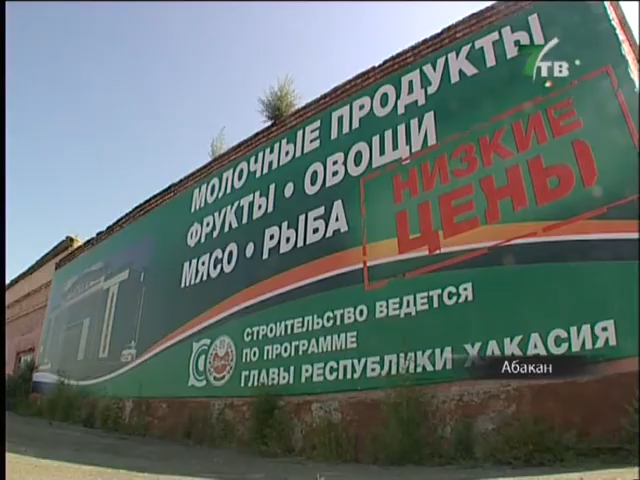 ТВ
МОЛОЧНЫЕ ПРОДУКТЫ
ФРУКТЫ • ОВОЩИ
МЯСО • РЫБА
НИЗКИЕ
ЦЕНЫ
СТРОИТЕЛЬСТВО ВЕДЕТСЯ
ПО ПРОГРАММЕ
ГЛАВЫ РЕСПУБЛИКИ ХАКАСИЯ
Абакан